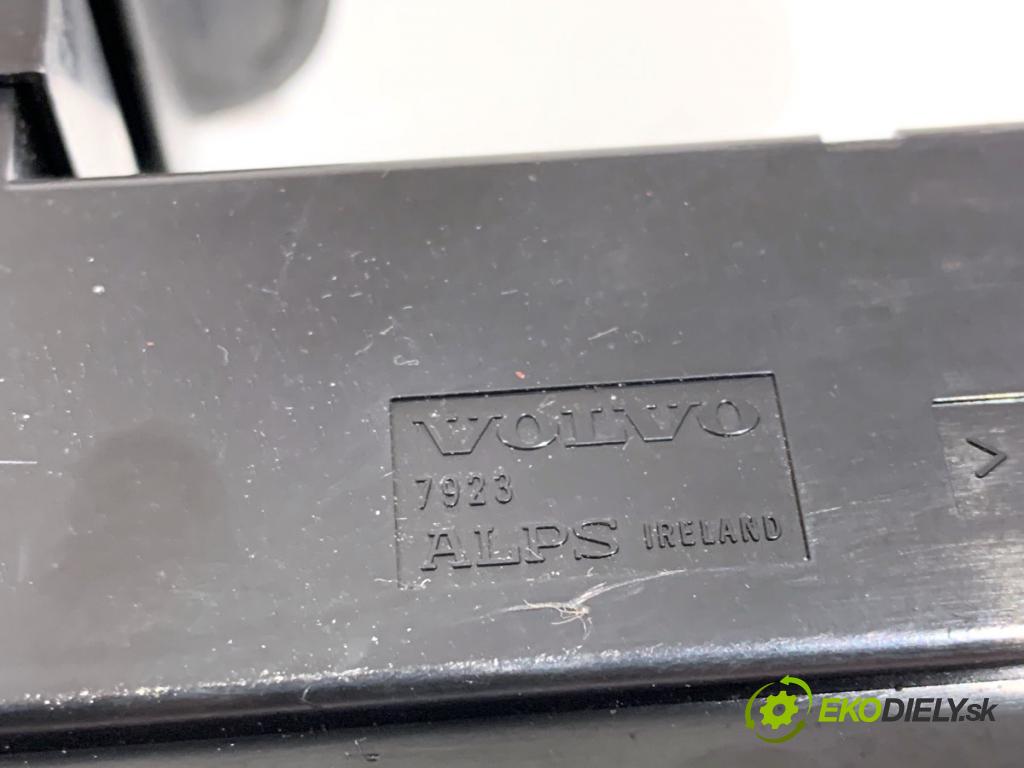 VOLVO
7923
ALPS IRELAND
>
EKODIELY.sk